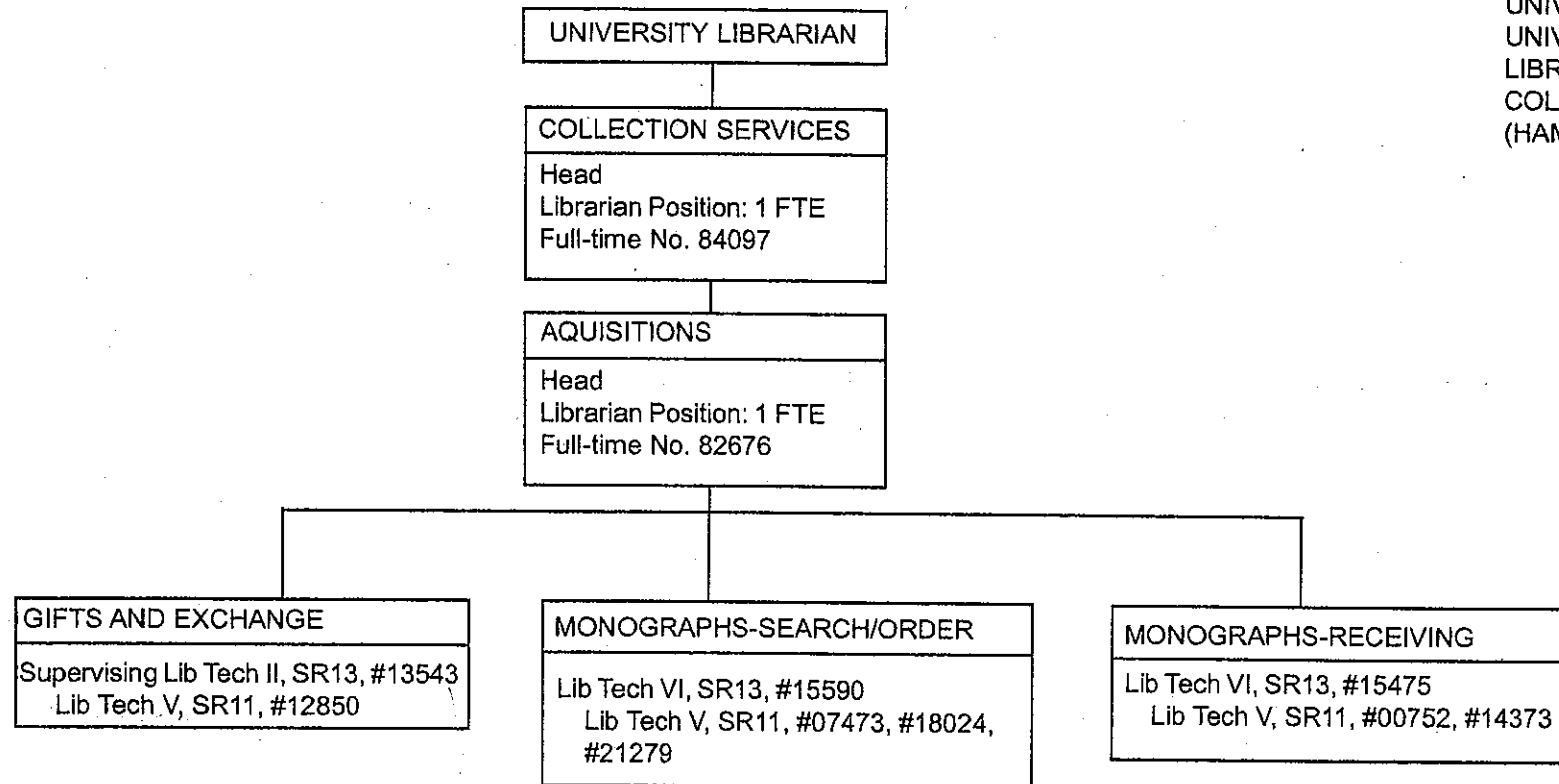 UNIVERSITY LIBRARIAN
COLLECTION SERVICES
Head
Librarian Position: 1 FTE
Full-time No. 84097
AQUISITIONS
Head
Librarian Position: 1 FTE
Full-time No. 82676
GIFTS AND EXCHANGE
Supervising Lib Tech II, SR13, #13543
Lib Tech V, SR11, #12850
MONOGRAPHS-SEARCH/ORDER
Lib Tech VI, SR13, #15590
Lib Tech V, SR11, #07473, #18024,
#21279
MONOGRAPHS-RECEIVING
Lib Tech VI, SR13, #15475
Lib Tech V, SR11, #00752, #14373